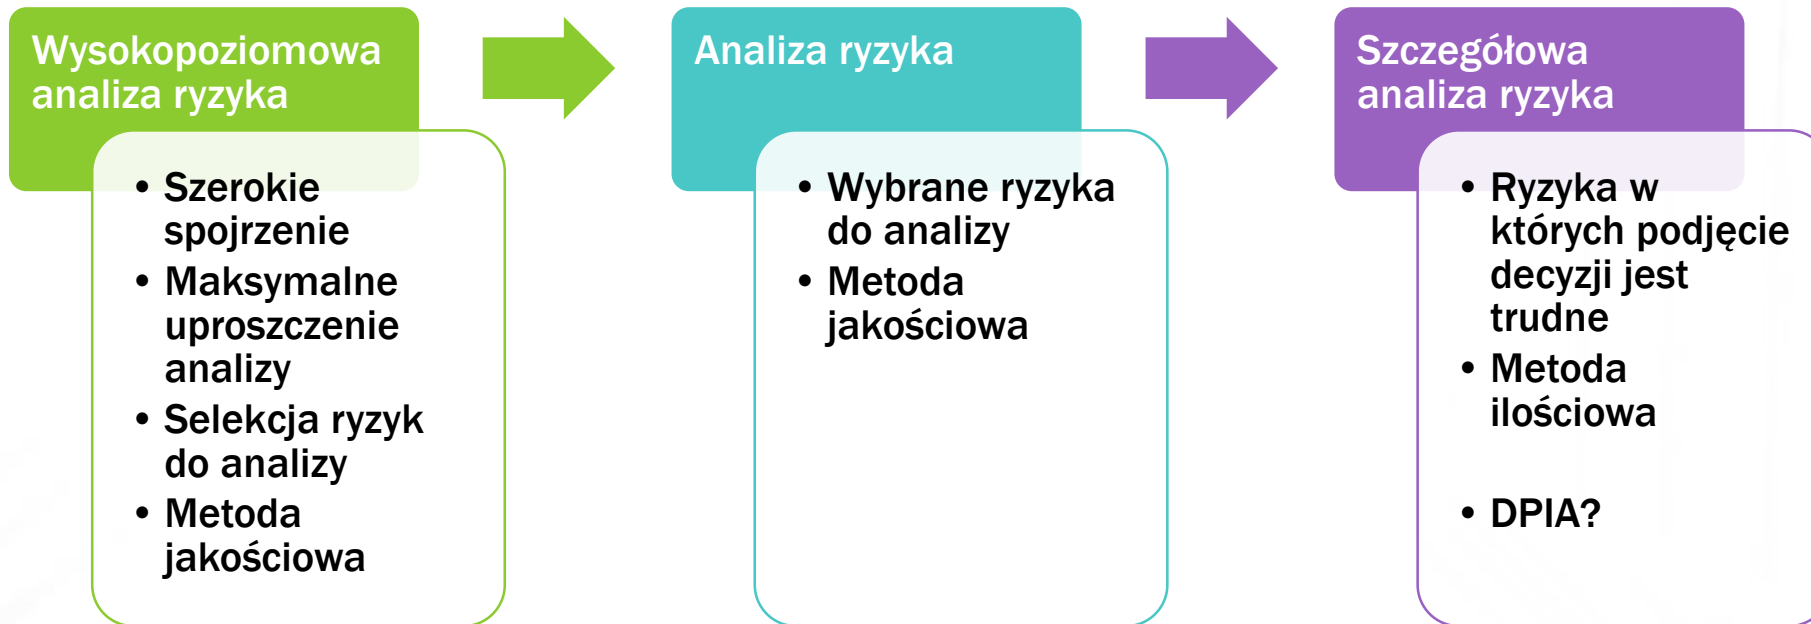 Wysokopoziomowa
analiza ryzyka
• Szerokie
spojrzenie
• Maksymalne
uproszczenie
analizy
• Selekcja ryzyk
do analizy
• Metoda
jakościowa
Analiza ryzyka
• Wybrane ryzyka
do analizy
• Metoda
jakościowa
Szczegółowa
analiza ryzyka
• Ryzyka w
których podjęcie
decyzji jest
trudne
• Metoda
ilościowa
• DPIA?